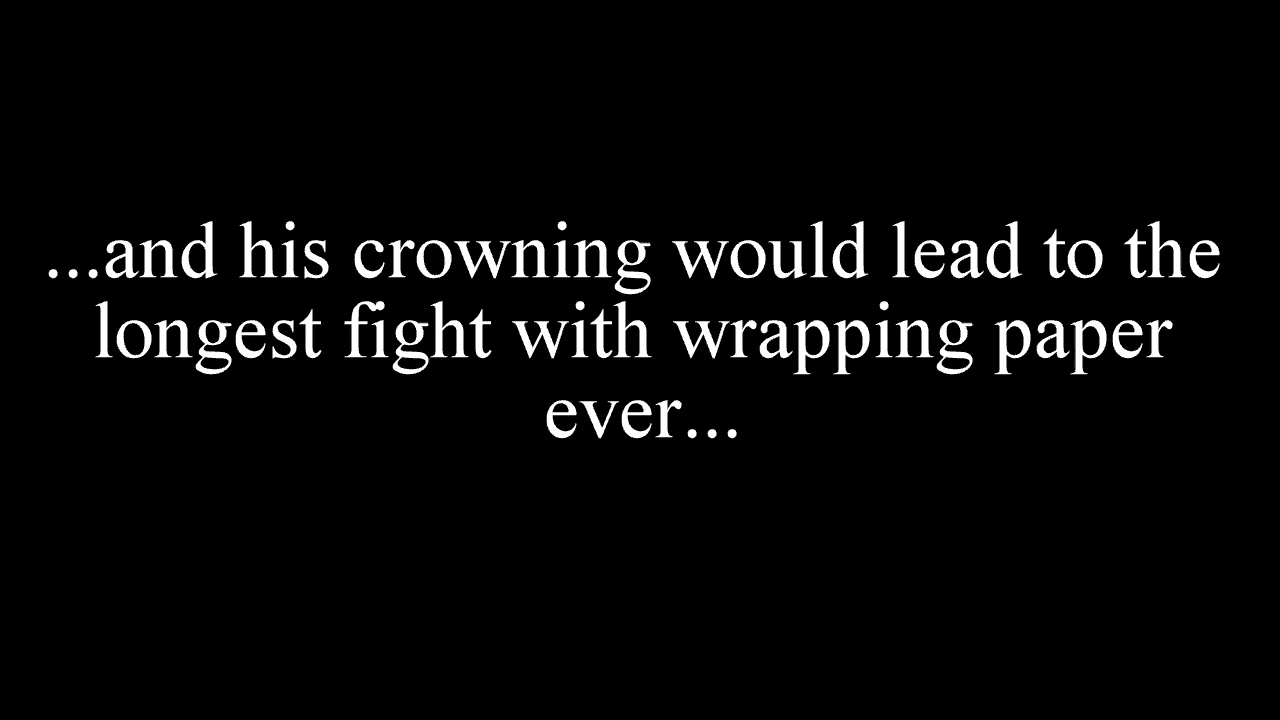 ...and his crowning would lead to the
longest fight with wrapping paper
ever...